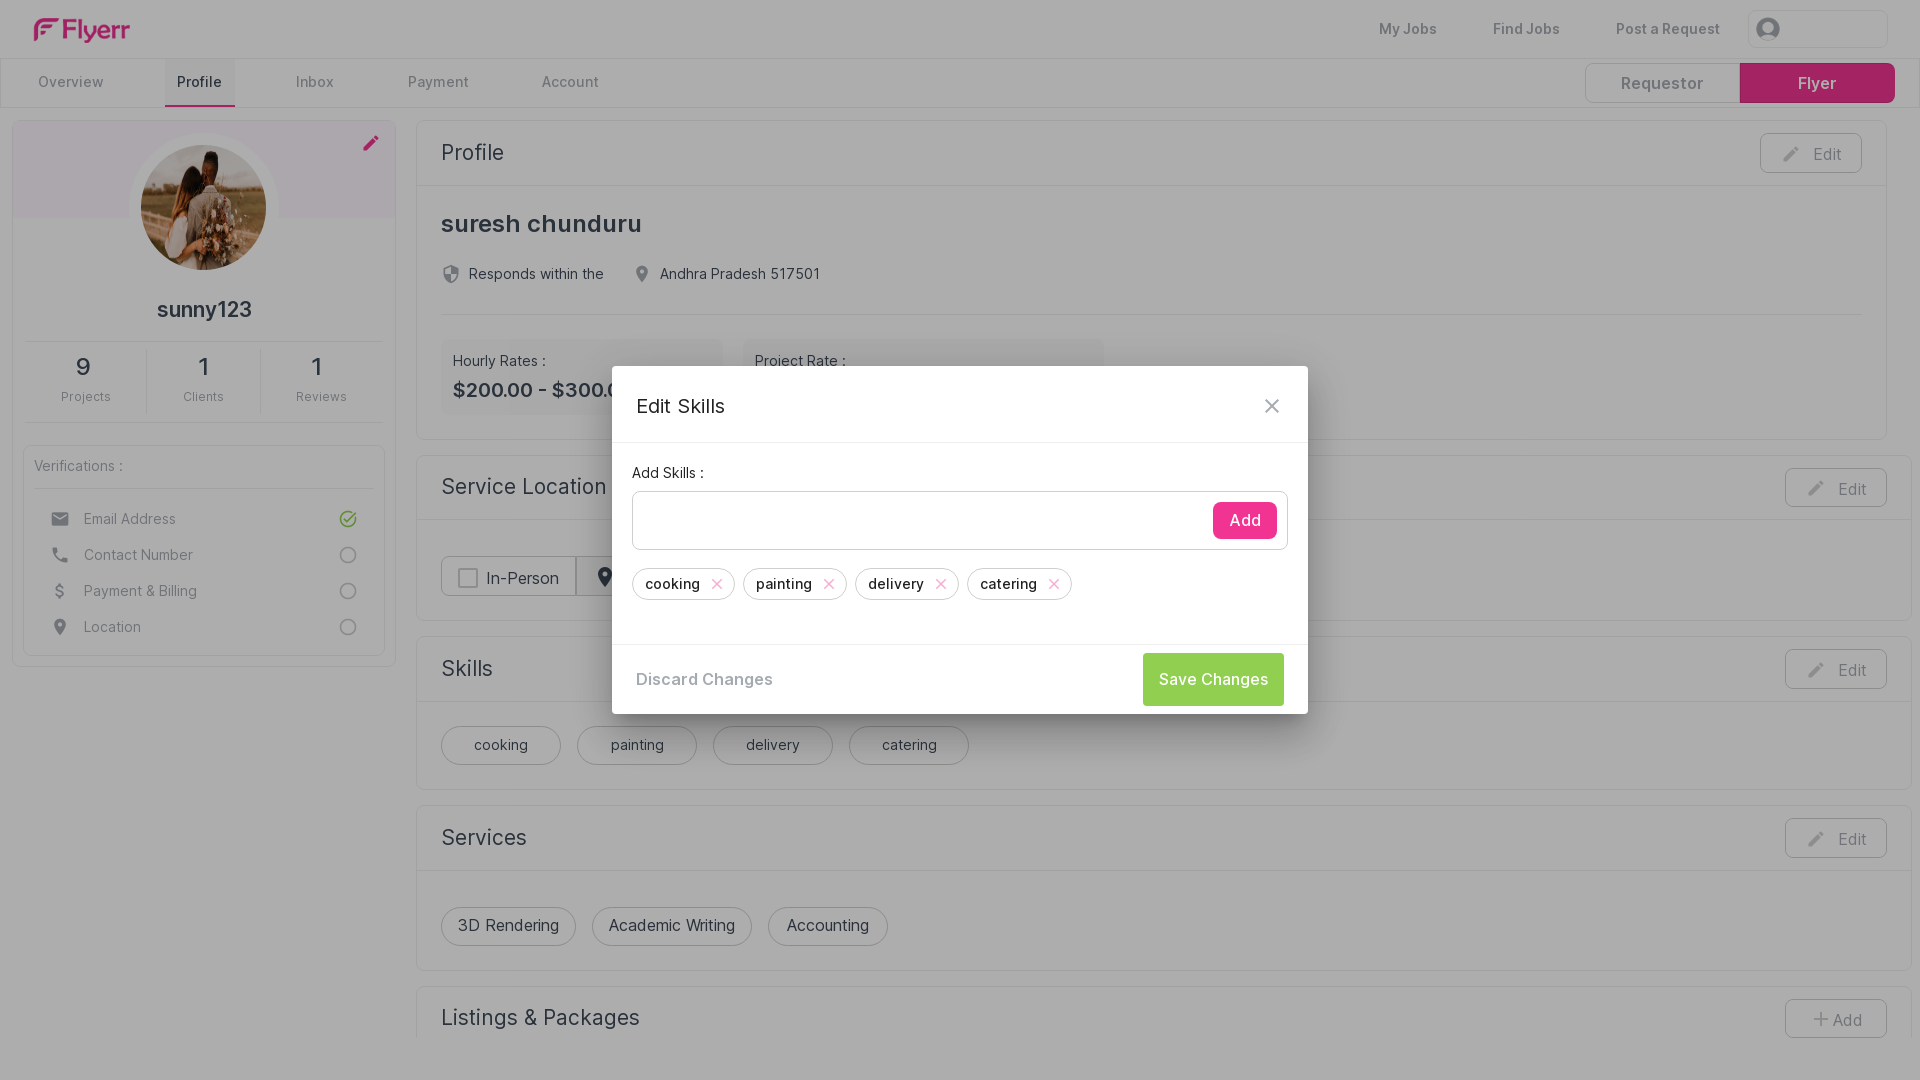 Flyerr
My Jobs
Find Jobs
Post a Request
Overview
Profile
Inbox
Payment
Account
Requestor
Flyer
sunny123
9
Projects
1
Clients
1
Reviews
Verifications :
Email Address
Contact Number
Payment & Billing
Location
Profile
Edit
suresh chunduru
Responds within the
Andhra Pradesh 517501
Hourly Rates :
$200.00 - $300.0
Project Rate :
Edit Skills
Add Skills :
Add
cooking
painting
delivery
catering
Discard Changes
Save Changes
Service Location
Edit
In-Person
Skills
Edit
cooking
painting
delivery
catering
Services
Edit
3D Rendering
Academic Writing
Accounting
Listings & Packages
Add